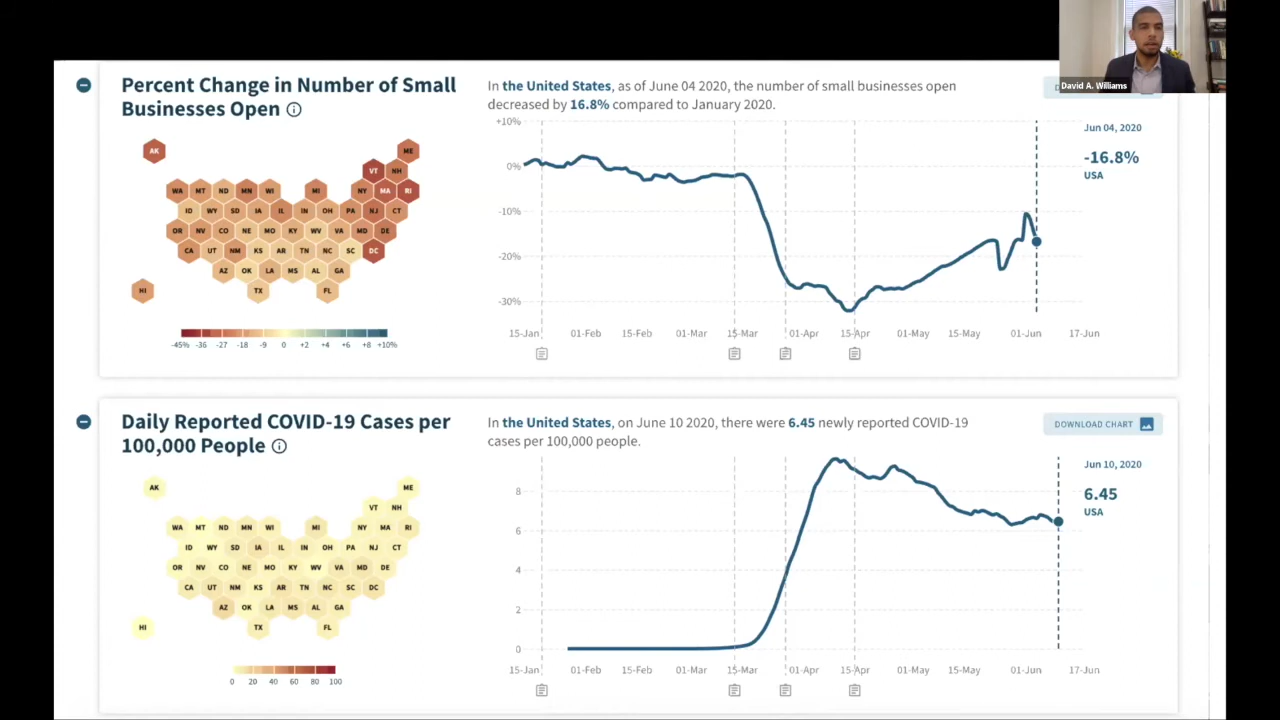 David A. Williams
Percent Change in Number of Small
Businesses Open
In the United States, as of June 04 2020, the number of small businesses open
decreased by 16.8% compared to January 2020.
AK ME
VT NH
WA MT ND MN WI MI NY MA RI
ID WY SD IA IL IN OH PA NJ CT
OR NV CO NE MO KY WV VA MD DE
CA UT NM KS AR TN NC SC DC
AZ OK LA MS AL GA
HI TX FL
-45% -36 -27 -18 -9 0 +2 +4 +6 +8 +10%
+10%
0%
-10%
-20%
-30%
15-Jan 01-Feb 15-Feb 01-Mar 15-Mar 01-Apr 15-Apr 01-May 15-May 01-Jun 17-Jun
Jun 04, 2020
-16.8%
USA
Daily Reported COVID-19 Cases per
100,000 People
In the United States, on June 10 2020, there were 6.45 newly reported COVID-19
cases per 100,000 people.
DOWNLOAD CHART
AK ME
VT NH
WA MT ND MN WI MI NY MA RI
ID WY SD IA IL IN OH PA NJ CT
OR NV CO NE MO KY WV VA MD DE
CA UT NM KS AR TN NC SC DC
AZ OK LA MS AL GA
HI TX FL
0 20 40 60 80 100
8
6
4
2
0
15-Jan 01-Feb 15-Feb 01-Mar 15-Mar 01-Apr 15-Apr 01-May 15-May 01-Jun 17-Jun
Jun 10, 2020
6.45
USA